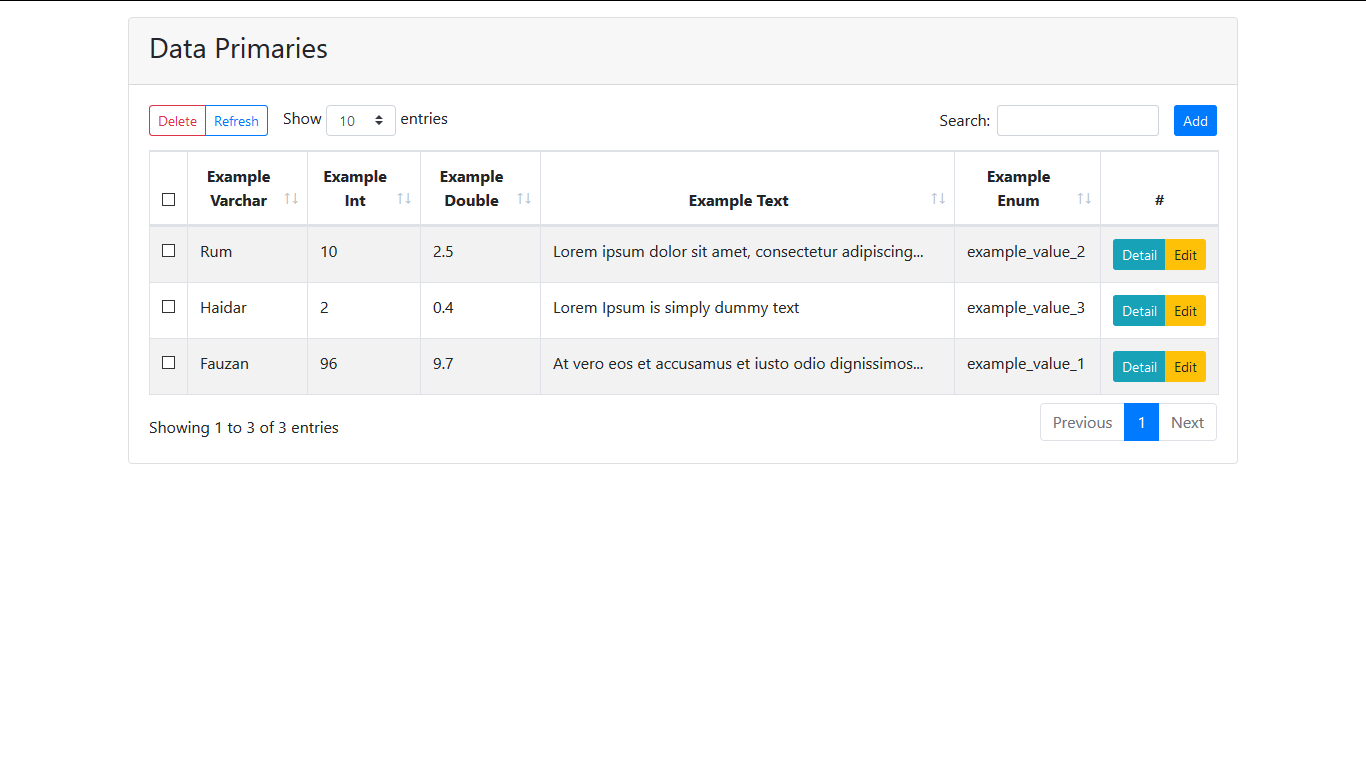 Data Primaries
Delete Refresh Show 10 entries Search: Add
Example Varchar Example Int Example Double Example Text Example Enum #
Rum 10 2.5 Lorem ipsum dolor sit amet, consectetur adipiscing... example_value_2 Detail Edit
Haidar 2 0.4 Lorem Ipsum is simply dummy text example_value_3 Detail Edit
Fauzan 96 9.7 At vero eos et accusamus et iusto odio dignissimos... example_value_1 Detail Edit
Showing 1 to 3 of 3 entries Previous 1 Next